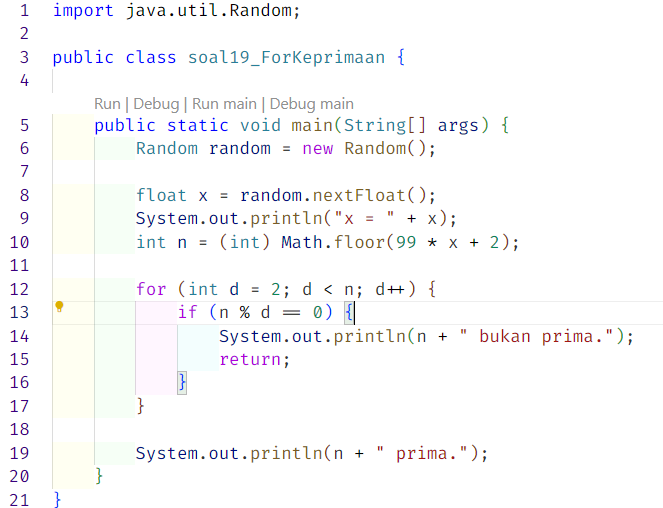 1 import java.util.Random;
2
3 public class soal19_ForKeprimaan {
4
Run | Debug | Run main | Debug main
5 public static void main(String[] args) {
6 Random random = new Random();
7
8 float x = random.nextFloat();
9 System.out.println("x = " + x);
10 int n = (int) Math.floor(99 * x + 2);
11
12 for (int d = 2; d < n; d++) {
13 if (n % d == 0) {
14 System.out.println(n + " bukan prima.");
15 return;
16 }
17 }
18
19 System.out.println(n + " prima.");
20 }
21 }